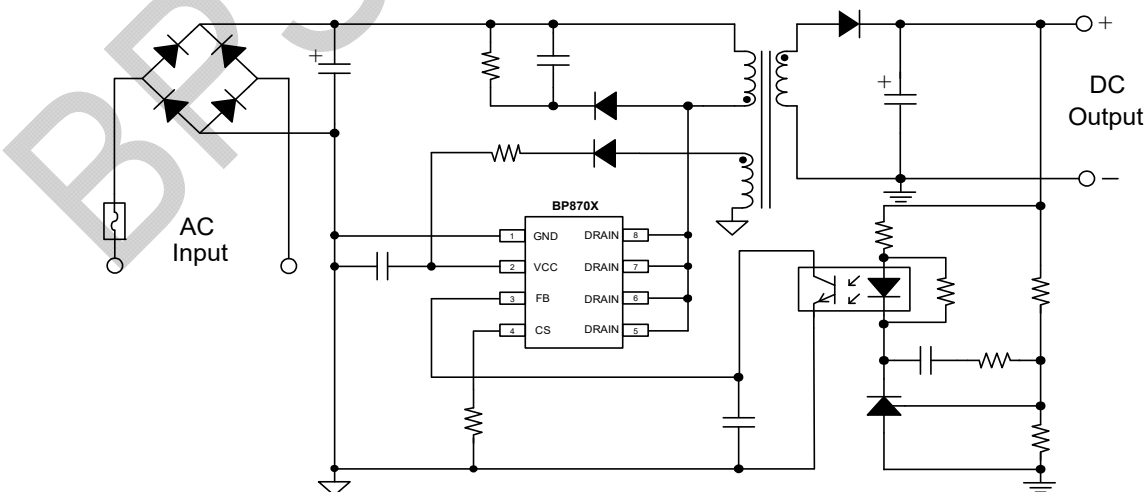 +
+
+
DC
Output
—
BP870X
AC
Input
1 GND DRAIN 8
2 VCC DRAIN 7
3 FB DRAIN 6
4 CS DRAIN 5